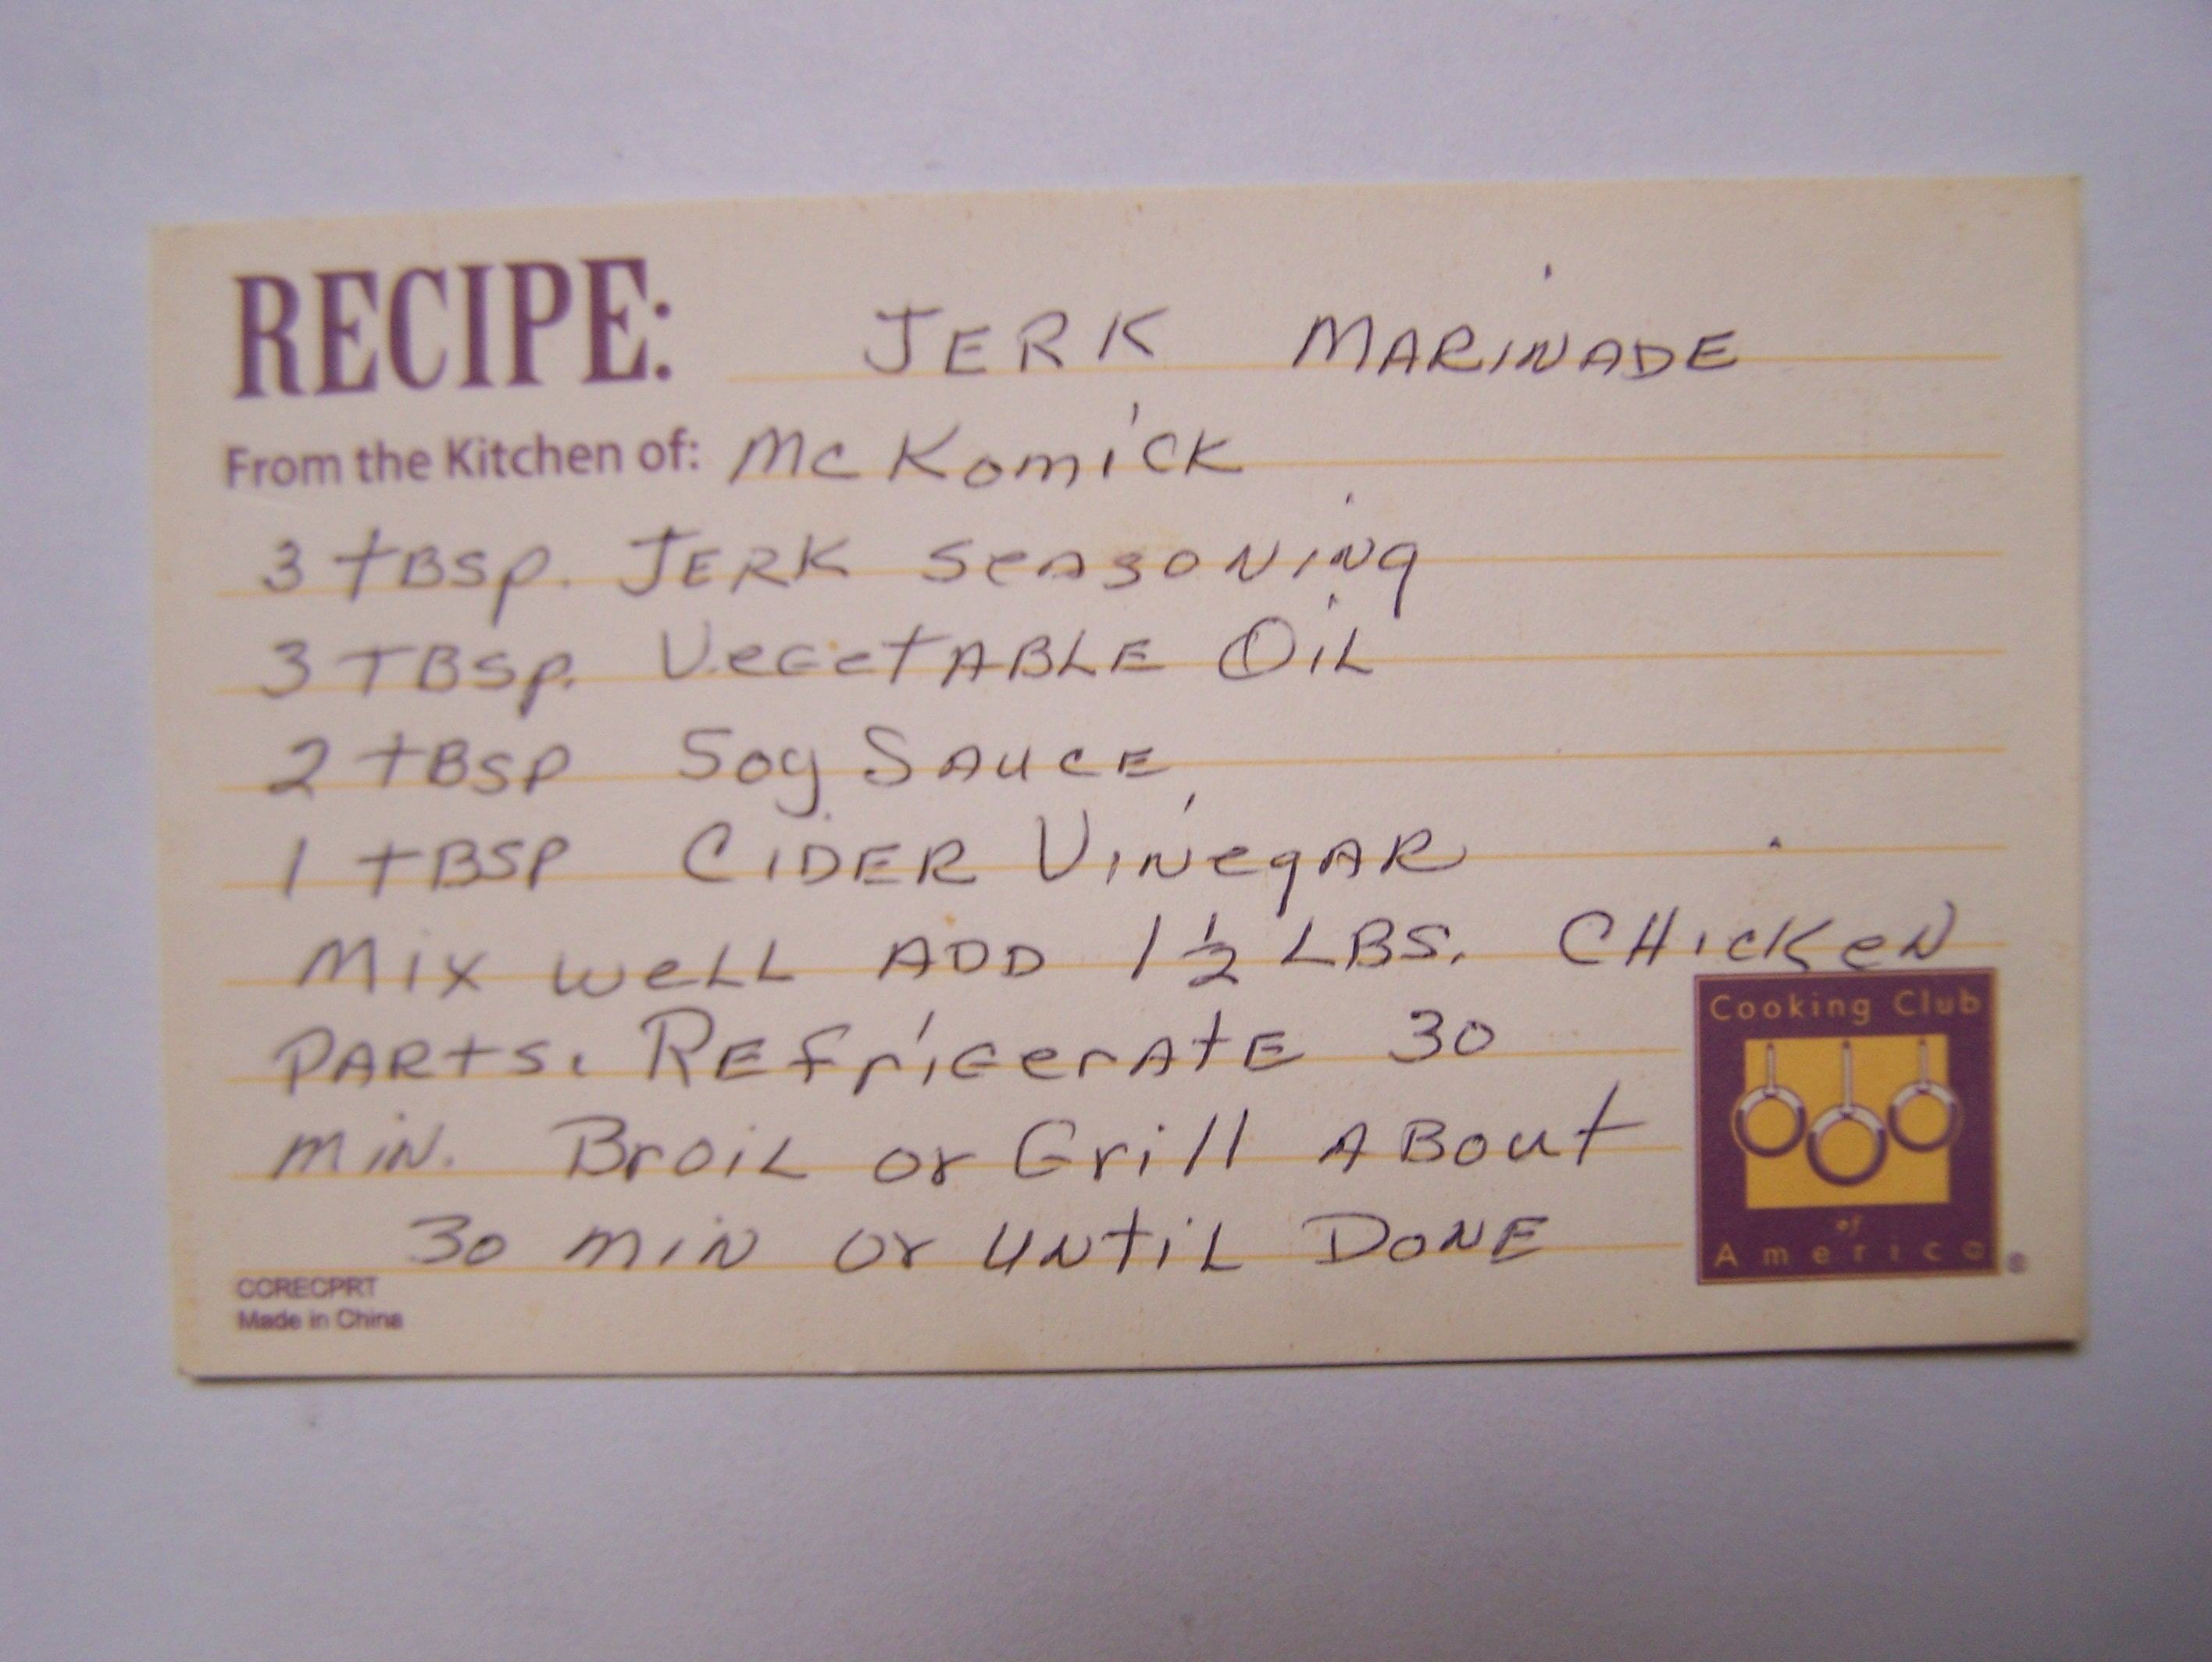 RECIPE: JERK MARINADE
From the Kitchen of: McKomick
3 tBSp. JERK SeASONiNg
3 TBSp. VeGetABLE OiL
2 tBSP Soy SAUCE
1 tBSP CiDER ViNegAR
Mix weLL ADD 1 1/2 LBS. CHicKeN
PARtS. REfriGerAtE 30
MiN. BroiL or Grill ABout
30 MiN or UNtiL DoNE
Cooking Club
of
America®
CCRECPRT
Made in China